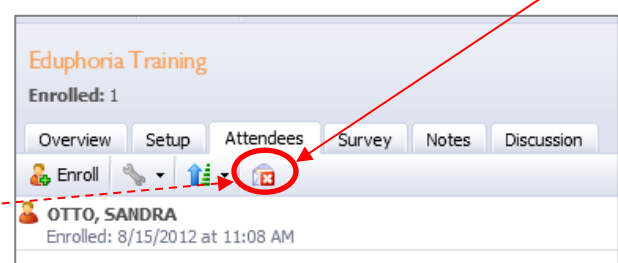 Eduphoria Training
Enrolled: 1
Overview Setup Attendees Survey Notes Discussion
Enroll
OTTO, SANDRA
Enrolled: 8/15/2012 at 11:08 AM